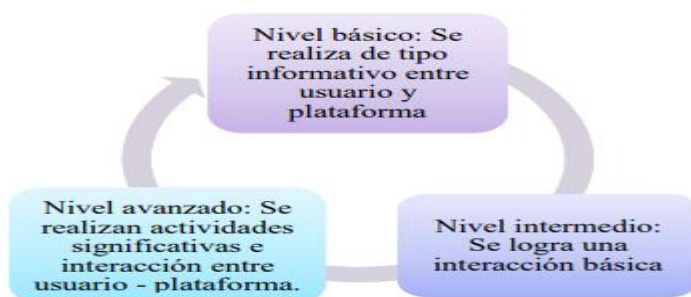 Nivel básico: Se
realiza de tipo
informativo entre
usuario y
plataforma
Nivel avanzado: Se
realizan actividades
significativas e
interacción entre
usuario - plataforma.
Nivel intermedio:
Se logra una
interacción básica